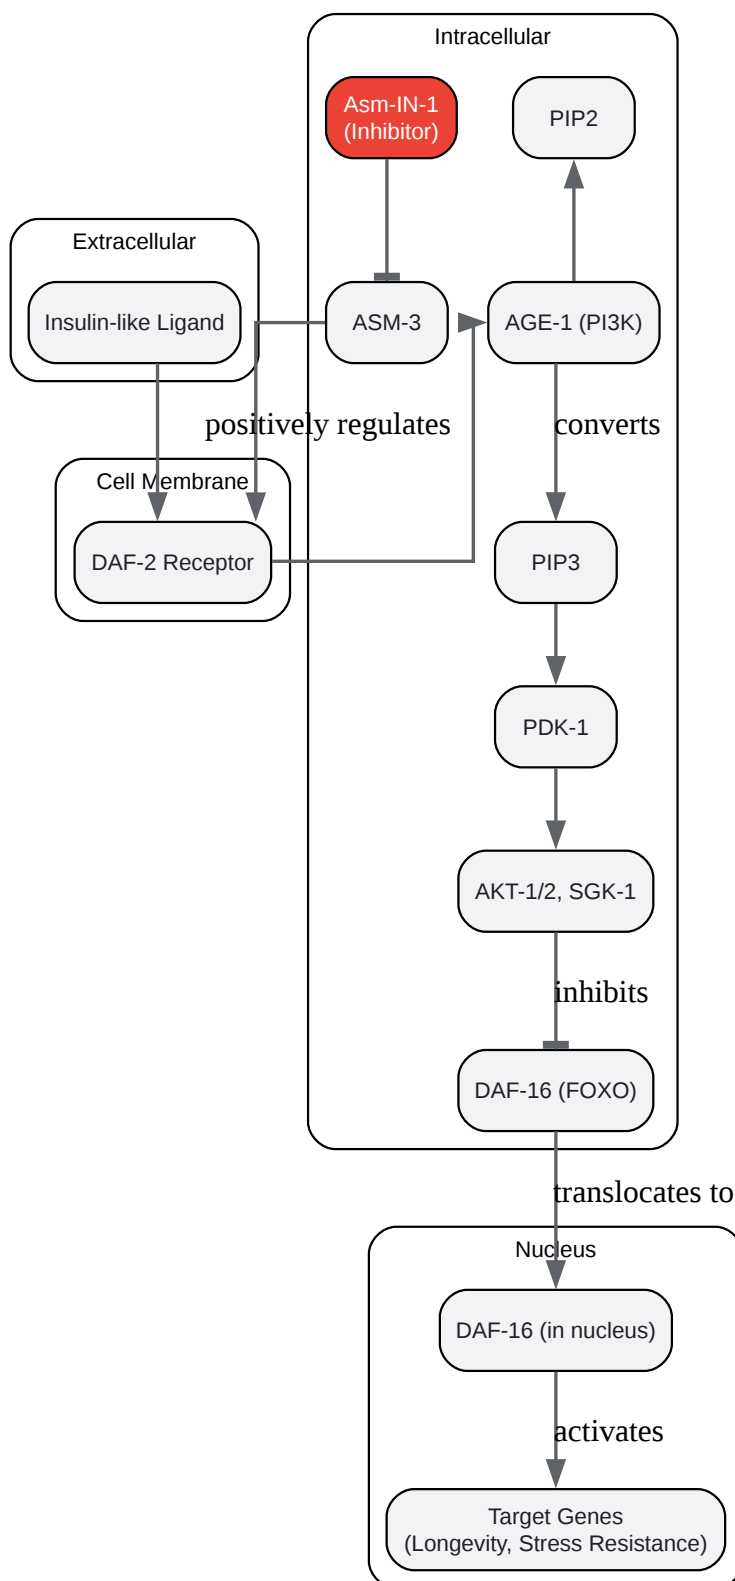 Intracellular
Asm-IN-1
(Inhibitor)
PIP2
Extracellular
Insulin-like Ligand
ASM-3
AGE-1 (PI3K)
positively regulates
converts
Cell Membrane
DAF-2 Receptor
PIP3
PDK-1
AKT-1/2, SGK-1
inhibits
DAF-16 (FOXO)
translocates to
Nucleus
DAF-16 (in nucleus)
activates
Target Genes
(Longevity, Stress Resistance)